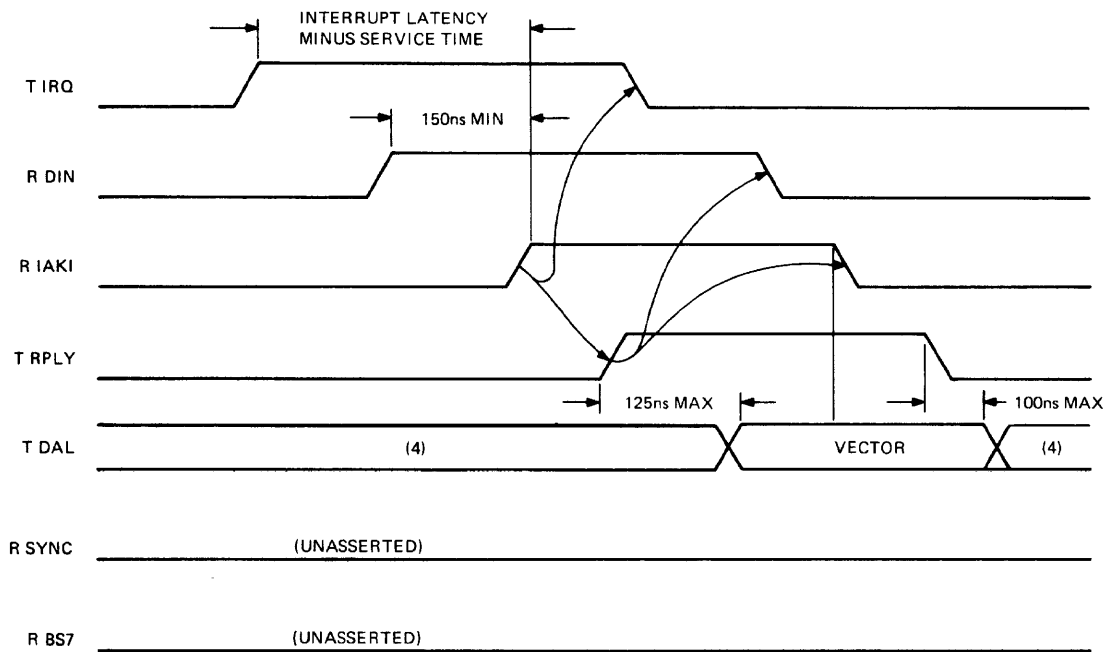 INTERRUPT LATENCY
MINUS SERVICE TIME
T IRQ
150ns MIN
R DIN
R IAKI
T RPLY
125ns MAX
100ns MAX
T DAL
(4)
VECTOR
(4)
R SYNC
(UNASSERTED)
R BS7
(UNASSERTED)